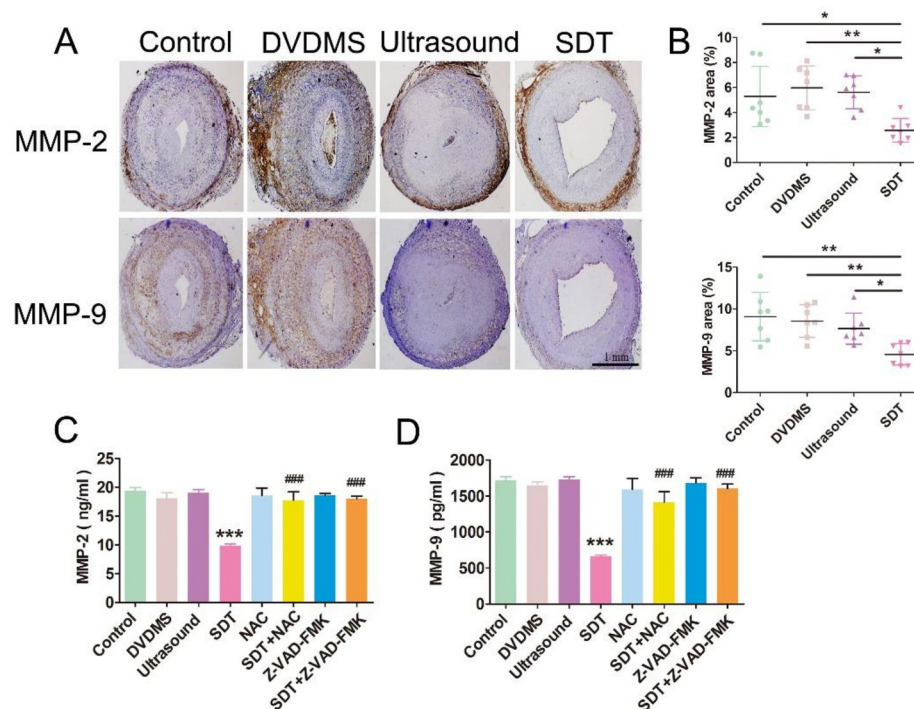 A
Control DVDMS Ultrasound SDT
MMP-2
MMP-9
1 mm
B
*
**
*
MMP-2 area (%)
10
8
6
4
2
0
Control
DVDMS
Ultrasound
SDT
**
**
*
MMP-9 area (%)
15
10
5
0
Control
DVDMS
Ultrasound
SDT
C
MMP-2 ( ng/ml )
25
20
15
10
5
0
***
###
###
Control
DVDMS
Ultrasound
SDT
NAC
SDT+NAC
Z-VAD-FMK
SDT+Z-VAD-FMK
D
MMP-9 ( pg/ml )
2000
1500
1000
500
0
***
###
###
Control
DVDMS
Ultrasound
SDT
NAC
SDT+NAC
Z-VAD-FMK
SDT+Z-VAD-FMK